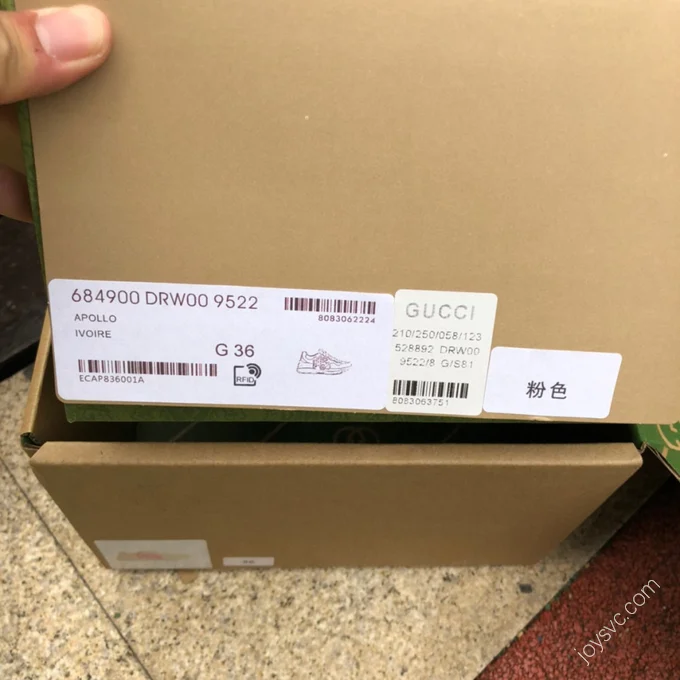 684900 DRW00 9522
APOLLO
IVOIRE
8083062224
G 36
ECAP836001A
RFID
GUCCI
210/250/058/123
528892 DRW00
9522/8 G/S81
8083063751
粉色
joysvc.com